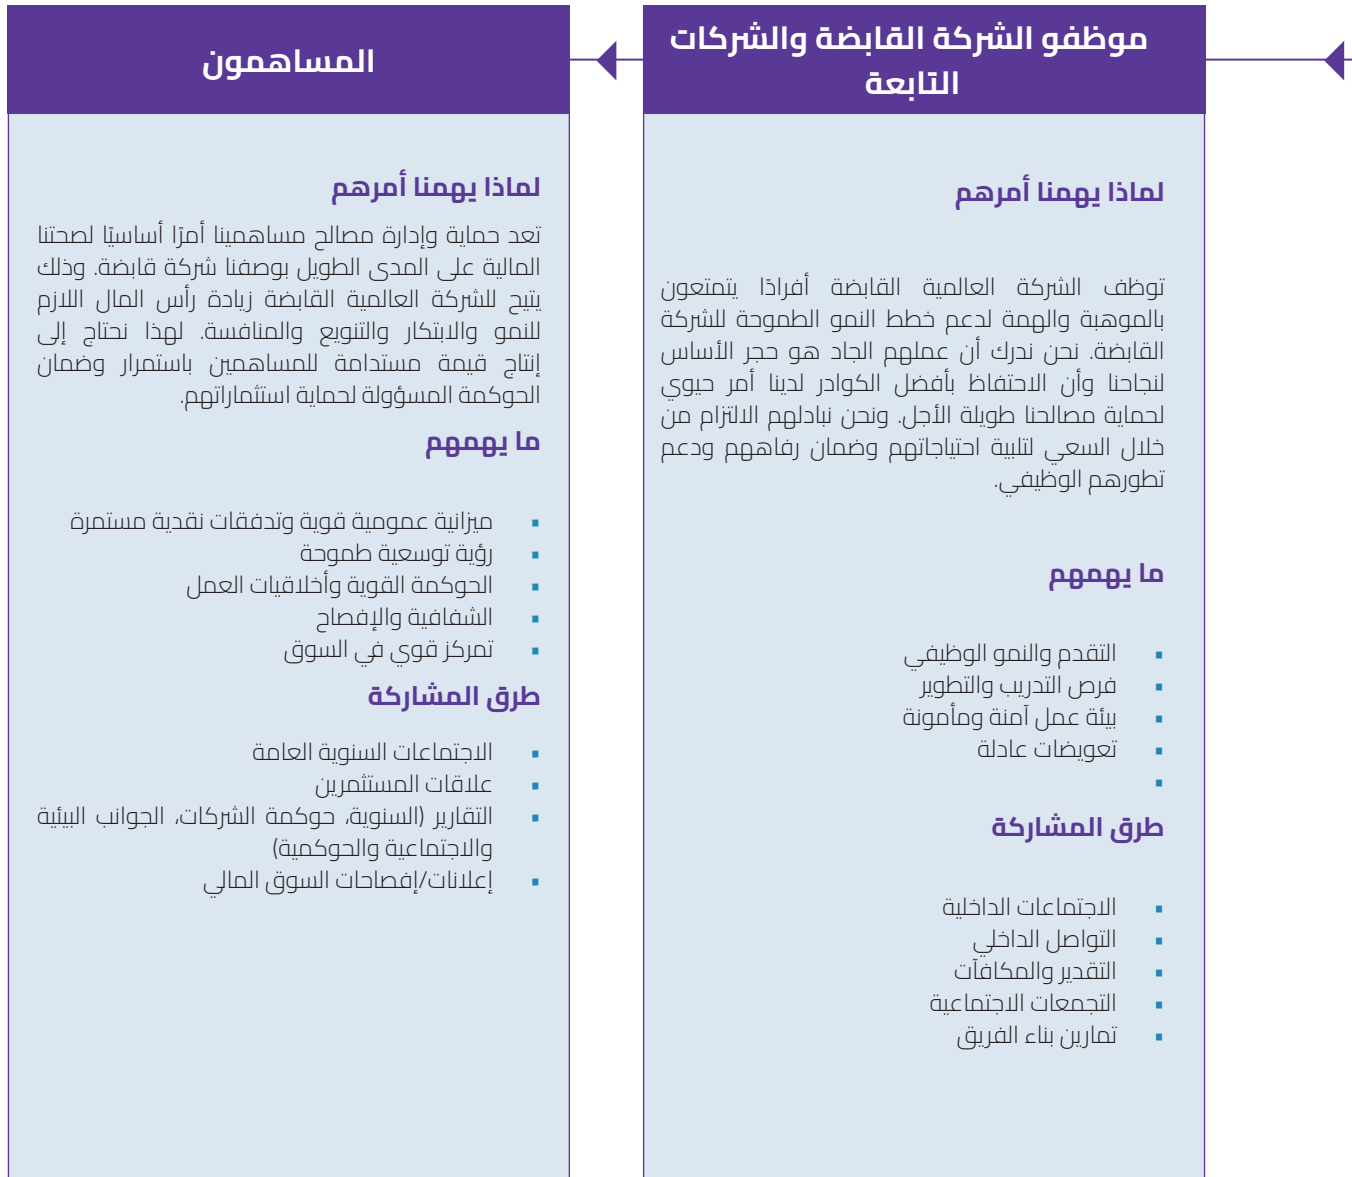 موظفو الشركة القابضة والشركات
التابعة
لماذا يهمنا أمرهم
توظف الشركة العالمية القابضة أفرادًا يتمتعون
بالموهبة والهمة لدعم خطط النمو الطموحة للشركة
القابضة. نحن ندرك أن عملهم الجاد هو حجر الأساس
لنجاحنا وأن الاحتفاظ بأفضل الكوادر لدينا أمر حيوي
لحماية مصالحنا طويلة الأجل. ونحن نبادلهم الالتزام من
خلال السعي لتلبية احتياجاتهم وضمان رفاههم ودعم
تطورهم الوظيفي.
ما يهمهم
▪ التقدم والنمو الوظيفي
▪ فرص التدريب والتطوير
▪ بيئة عمل آمنة ومأمونة
▪ تعويضات عادلة
▪
طرق المشاركة
▪ الاجتماعات الداخلية
▪ التواصل الداخلي
▪ التقدير والمكافآت
▪ التجمعات الاجتماعية
▪ تمارين بناء الفريق
المساهمون
لماذا يهمنا أمرهم
تعد حماية وإدارة مصالح مساهمينا أمرًا أساسيًا لصحتنا
المالية على المدى الطويل بوصفنا شركة قابضة. وذلك
يتيح للشركة العالمية القابضة زيادة رأس المال اللازم
للنمو والابتكار والتنويع والمنافسة. لهذا نحتاج إلى
إنتاج قيمة مستدامة للمساهمين باستمرار وضمان
الحوكمة المسؤولة لحماية استثماراتهم.
ما يهمهم
▪ ميزانية عمومية قوية وتدفقات نقدية مستمرة
▪ رؤية توسعية طموحة
▪ الحوكمة القوية وأخلاقيات العمل
▪ الشفافية والإفصاح
▪ تمركز قوي في السوق
طرق المشاركة
▪ الاجتماعات السنوية العامة
▪ علاقات المستثمرين
▪ التقارير (السنوية، حوكمة الشركات، الجوانب البيئية
والاجتماعية والحوكمية)
▪ إعلانات/إفصاحات السوق المالي